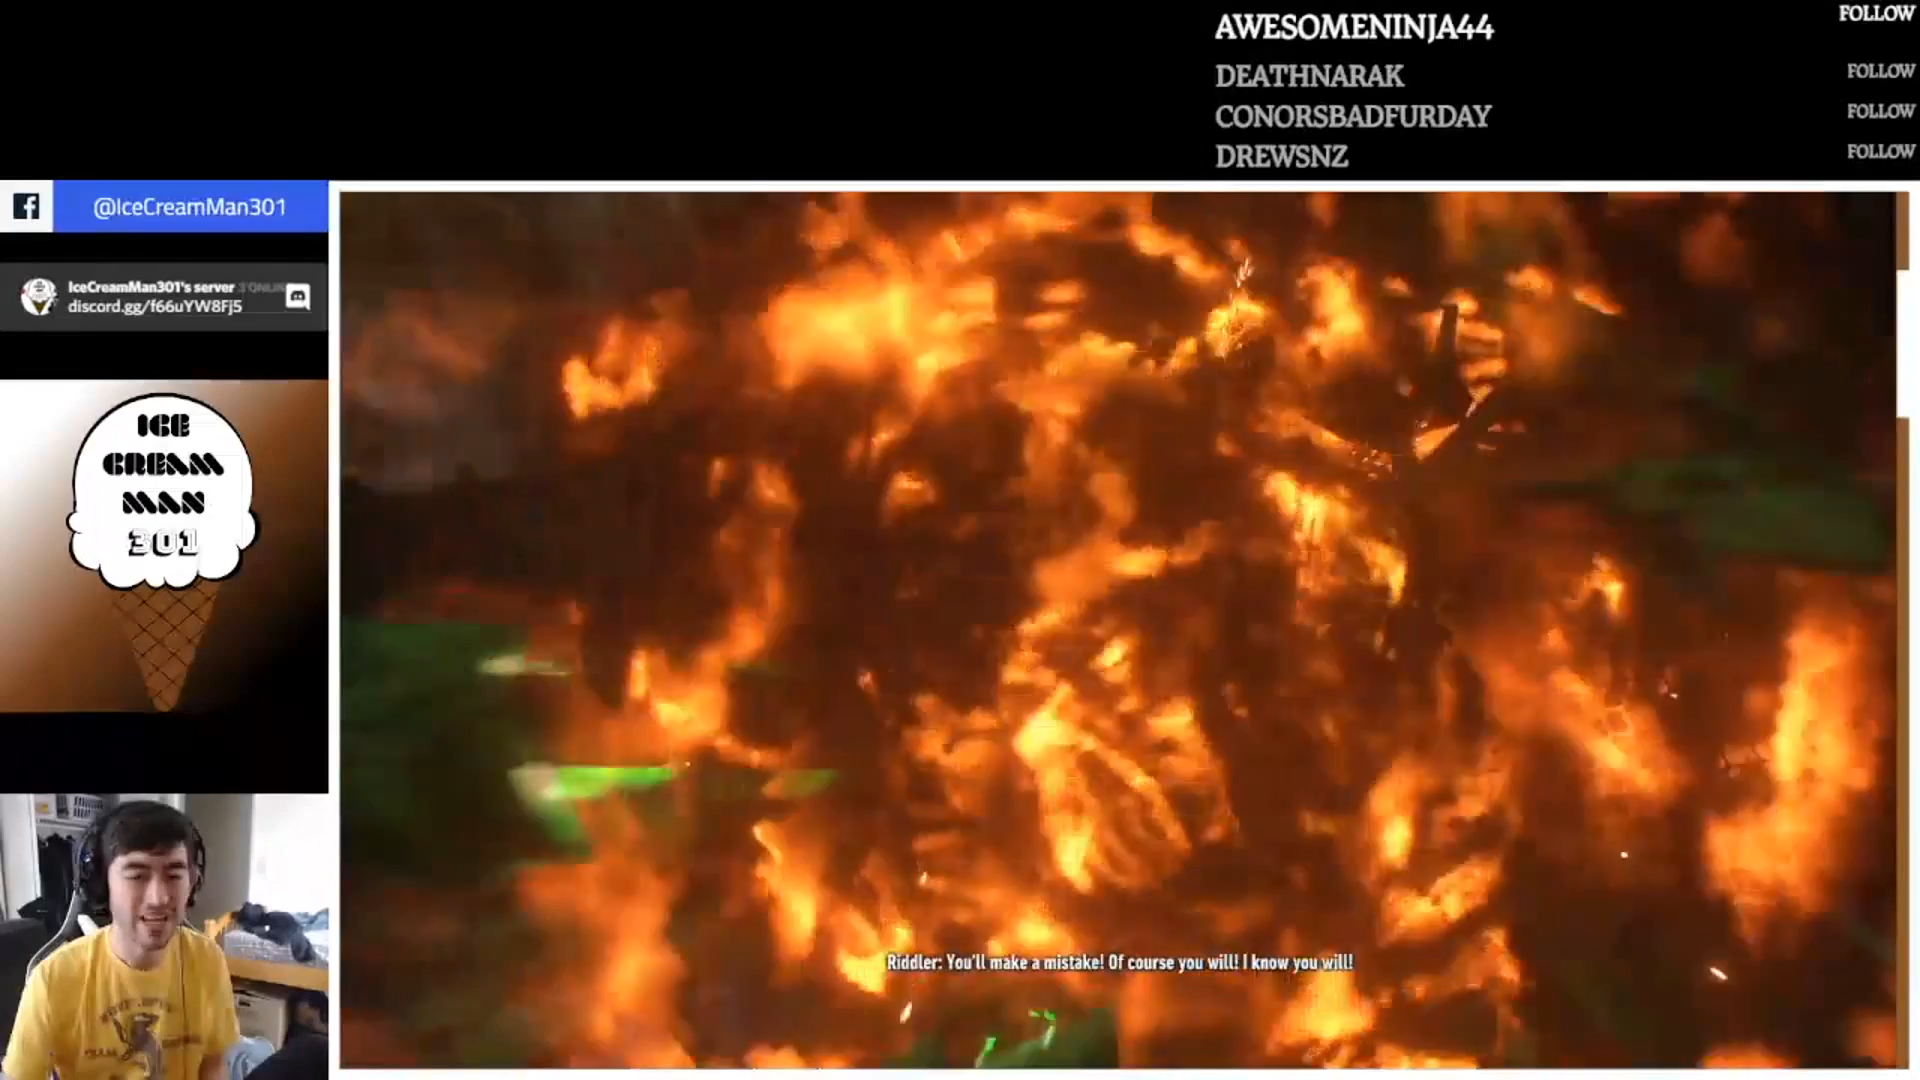 AWESOMENINJA44 FOLLOW
DEATHNARAK FOLLOW
CONORSBADFURDAY FOLLOW
DREWSNZ FOLLOW
@IceCreamMan301
IceCreamMan301's server
discord.gg/f66uYW8Fj5
ICE
CREAM
MAN
301
Riddler: You'll make a mistake! Of course you will! I know you will!